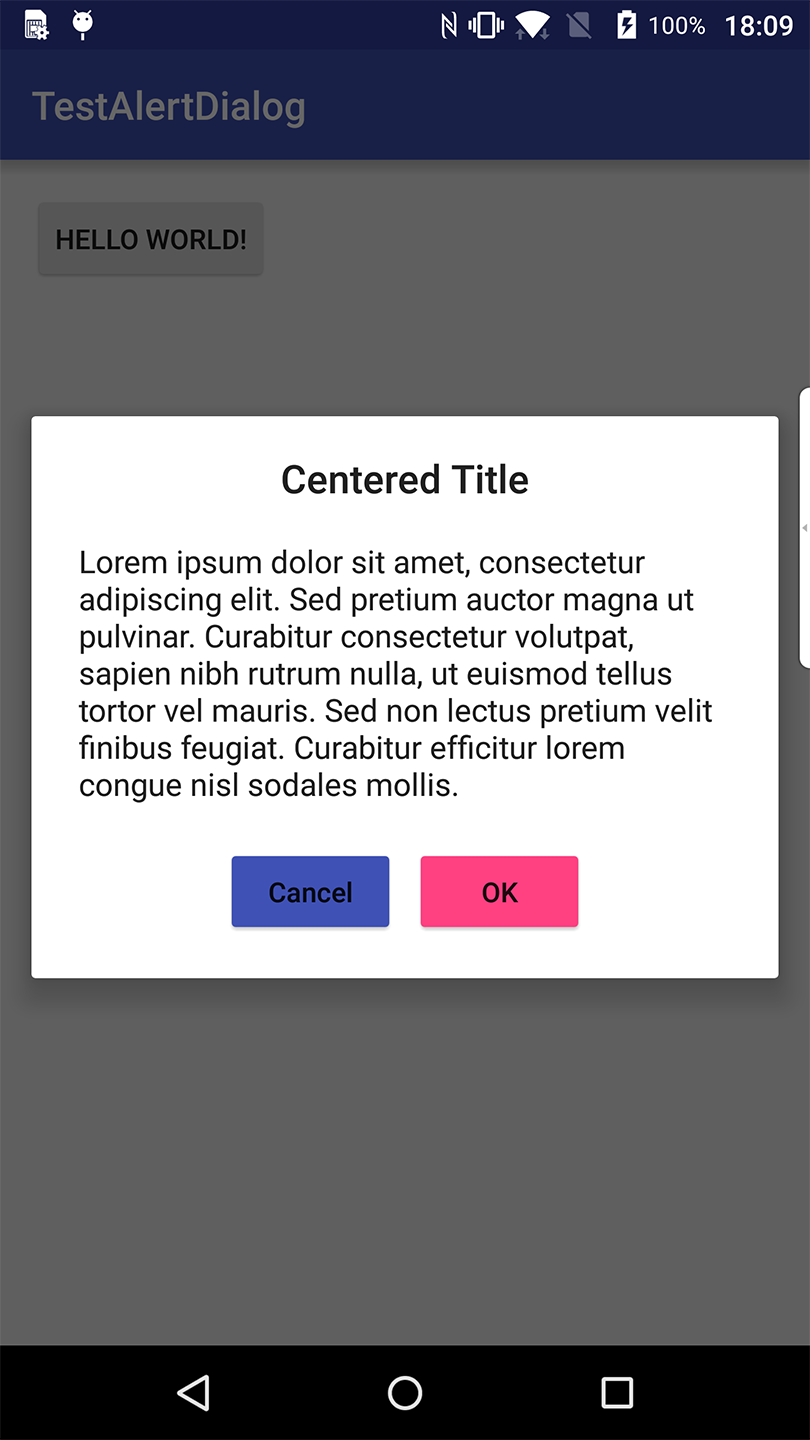 100% 18:09
TestAlertDialog
HELLO WORLD!
Centered Title
Lorem ipsum dolor sit amet, consectetur
adipiscing elit. Sed pretium auctor magna ut
pulvinar. Curabitur consectetur volutpat,
sapien nibh rutrum nulla, ut euismod tellus
tortor vel mauris. Sed non lectus pretium velit
finibus feugiat. Curabitur efficitur lorem
congue nisl sodales mollis.
Cancel OK